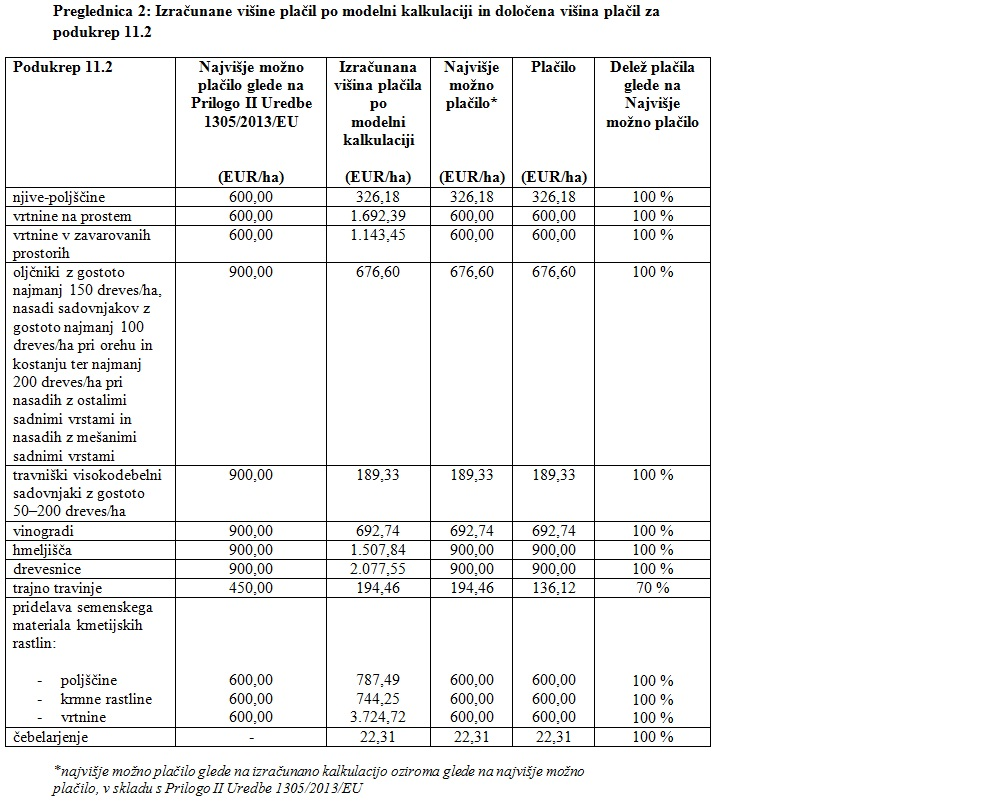 Preglednica 2: Izračunane višine plačil po modelni kalkulaciji in določena višina plačil za
podukrep 11.2
Podukrep 11.2
Najvišje možno
plačilo glede na
Prilogo II Uredbe
1305/2013/EU
(EUR/ha)
Izračunana
višina plačila
po
modelni
kalkulaciji
(EUR/ha)
Najvišje
možno
plačilo*
(EUR/ha)
Plačilo
(EUR/ha)
Delež plačila
glede na
Najvišje
možno plačilo
njive-poljščine 600,00 326,18 326,18 326,18 100 %
vrtnine na prostem 600,00 1.692,39 600,00 600,00 100 %
vrtnine v zavarovanih 600,00 1.143,45 600,00 600,00 100 %
prostorih
oljčniki z gostoto 900,00 676,60 676,60 676,60 100 %
najmanj 150 dreves/ha,
nasadi sadovnjakov z
gostoto najmanj 100
dreves/ha pri orehu in
kostanju ter najmanj
200 dreves/ha pri
nasadih z ostalimi
sadnimi vrstami in
nasadih z mešanimi
sadnimi vrstami
travniški visokodebelni 900,00 189,33 189,33 189,33 100 %
sadovnjaki z gostoto
50–200 dreves/ha
vinogradi 900,00 692,74 692,74 692,74 100 %
hmeljišča 900,00 1.507,84 900,00 900,00 100 %
drevesnice 900,00 2.077,55 900,00 900,00 100 %
trajno travinje 450,00 194,46 194,46 136,12 70 %
pridelava semenskega
materiala kmetijskih
rastlin:
- poljščine 600,00 787,49 600,00 600,00 100 %
- krmne rastline 600,00 744,25 600,00 600,00 100 %
- vrtnine 600,00 3.724,72 600,00 600,00 100 %
čebelarjenje - 22,31 22,31 22,31 100 %
*najvišje možno plačilo glede na izračunano kalkulacijo oziroma glede na najvišje možno
plačilo, v skladu s Prilogo II Uredbe 1305/2013/EU